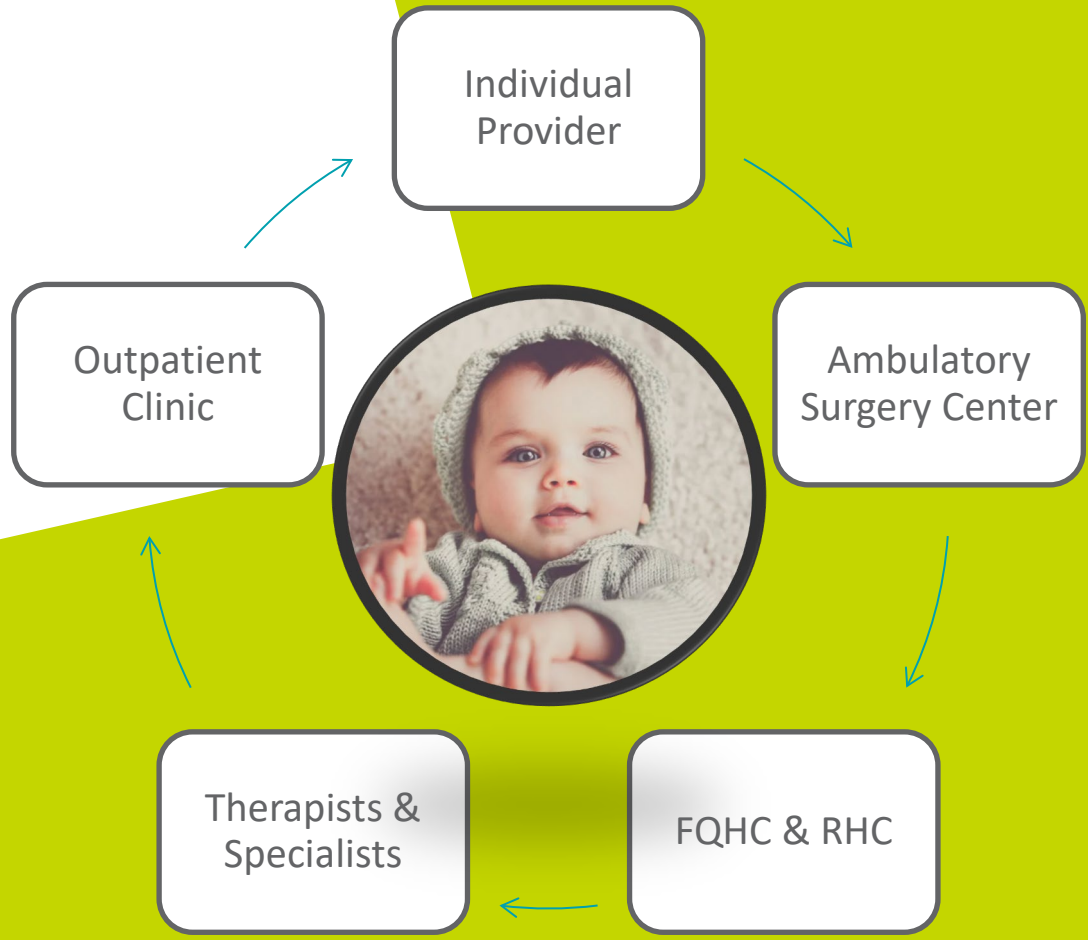 Individual
Provider
Ambulatory
Surgery Center
FQHC & RHC
Therapists &
Specialists
Outpatient
Clinic